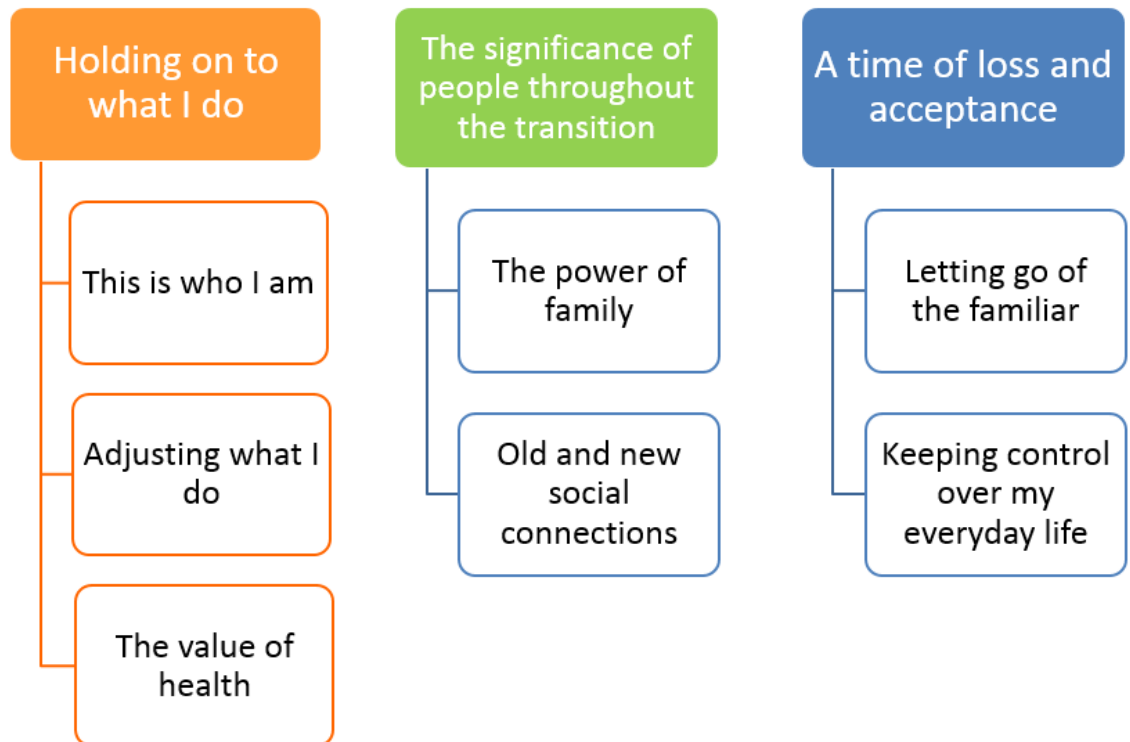 Holding on to
what I do
This is who I am
Adjusting what I
do
The value of
health
The significance of
people throughout
the transition
The power of
family
Old and new
social
connections
A time of loss and
acceptance
Letting go of
the familiar
Keeping control
over my
everyday life